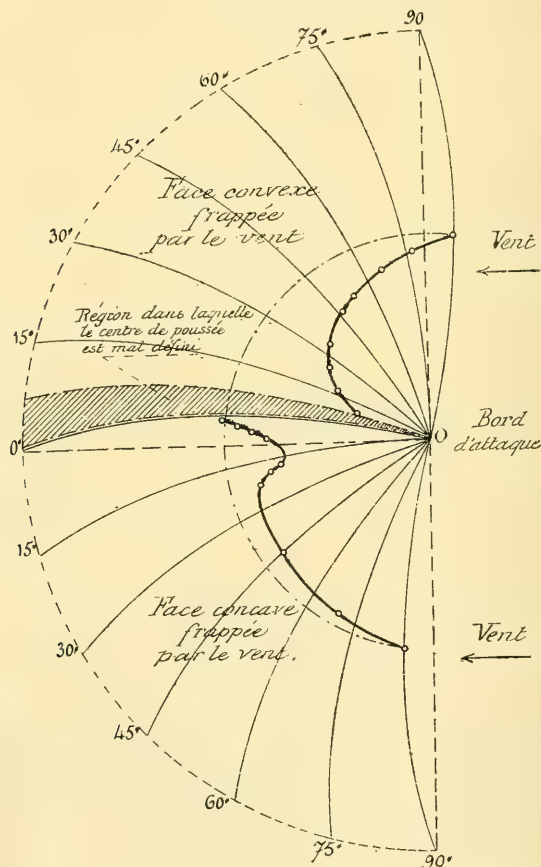 90
75°
60°
45°
Face convexe
frappée
par le vent
Vent
30°
Région dans laquelle
le centre de poussée
est mal défini
15°
O
Bord
d'attaque
0°
15°
Face concave
frappée
par le vent.
Vent
30°
45°
60°
75°
90°